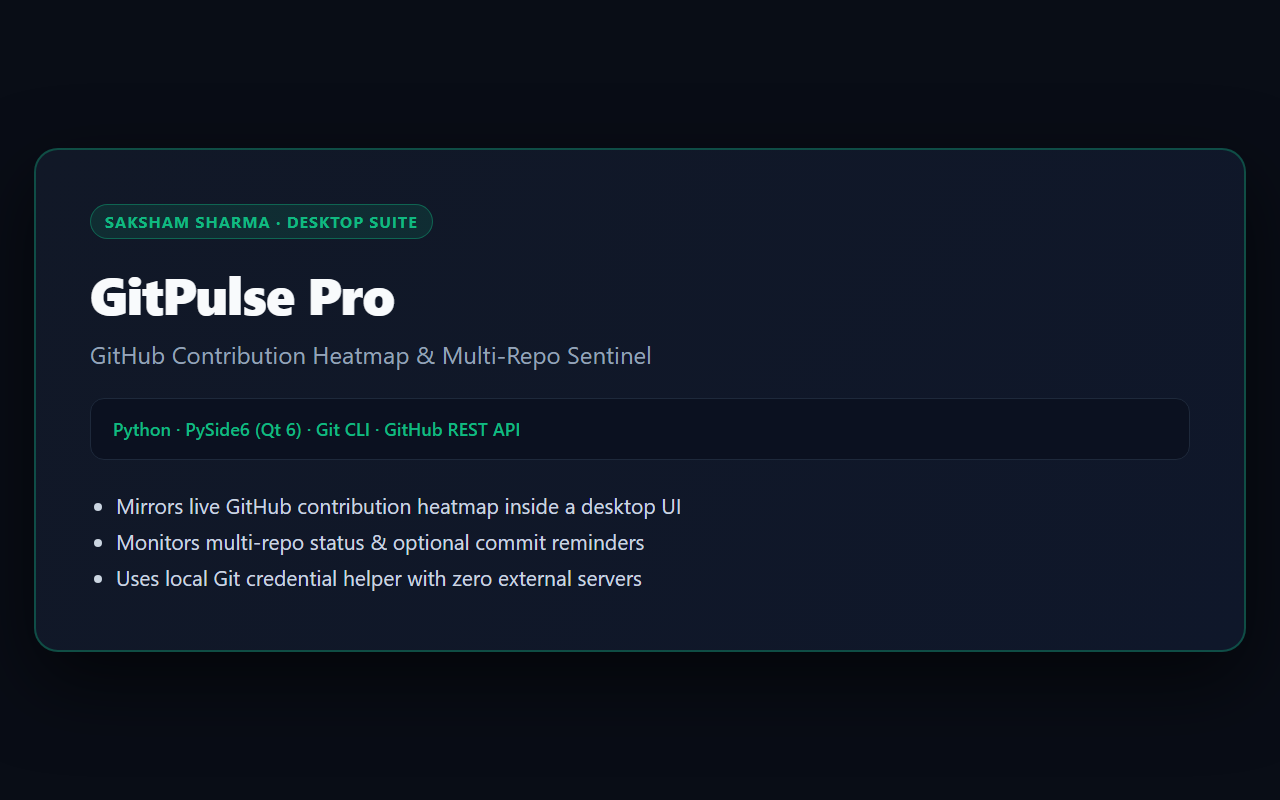 SAKSHAM SHARMA · DESKTOP SUITE
GitPulse Pro
GitHub Contribution Heatmap & Multi-Repo Sentinel
Python · PySide6 (Qt 6) · Git CLI · GitHub REST API
• Mirrors live GitHub contribution heatmap inside a desktop UI
• Monitors multi-repo status & optional commit reminders
• Uses local Git credential helper with zero external servers